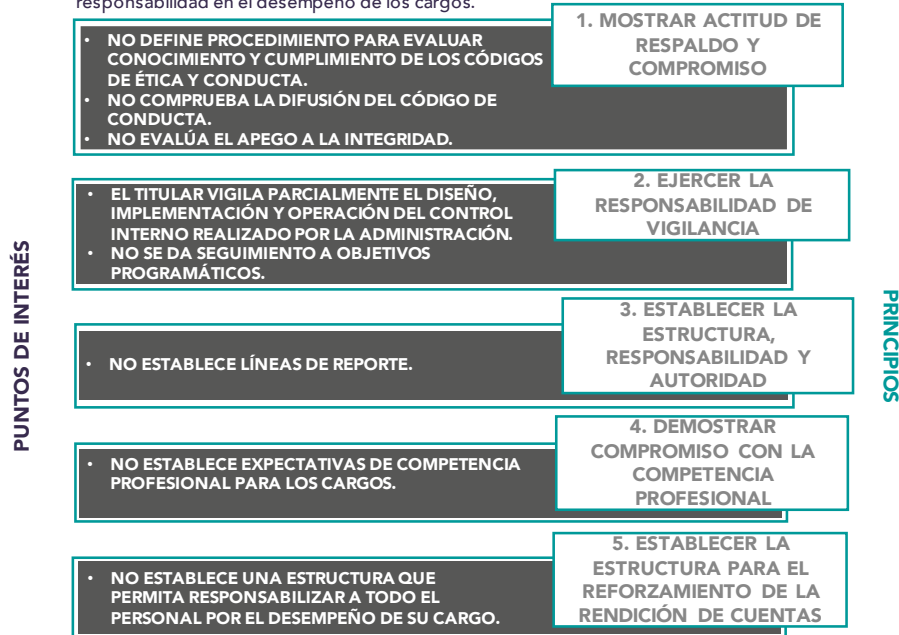 responsabilidad en el desempeño de los cargos.
1. MOSTRAR ACTITUD DE
RESPALDO Y
COMPROMISO
• NO DEFINE PROCEDIMIENTO PARA EVALUAR
CONOCIMIENTO Y CUMPLIMIENTO DE LOS CÓDIGOS
DE ÉTICA Y CONDUCTA.
• NO COMPRUEBA LA DIFUSIÓN DEL CÓDIGO DE
CONDUCTA.
• NO EVALÚA EL APEGO A LA INTEGRIDAD.
2. EJERCER LA
RESPONSABILIDAD DE
VIGILANCIA
• EL TITULAR VIGILA PARCIALMENTE EL DISEÑO,
IMPLEMENTACIÓN Y OPERACIÓN DEL CONTROL
INTERNO REALIZADO POR LA ADMINISTRACIÓN.
• NO SE DA SEGUIMIENTO A OBJETIVOS
PROGRAMÁTICOS.
3. ESTABLECER LA
ESTRUCTURA,
RESPONSABILIDAD Y
AUTORIDAD
• NO ESTABLECE LÍNEAS DE REPORTE.
4. DEMOSTRAR
COMPROMISO CON LA
COMPETENCIA
PROFESIONAL
• NO ESTABLECE EXPECTATIVAS DE COMPETENCIA
PROFESIONAL PARA LOS CARGOS.
5. ESTABLECER LA
ESTRUCTURA PARA EL
REFORZAMIENTO DE LA
RENDICIÓN DE CUENTAS
• NO ESTABLECE UNA ESTRUCTURA QUE
PERMITA RESPONSABILIZAR A TODO EL
PERSONAL POR EL DESEMPEÑO DE SU CARGO.
PUNTOS DE INTERÉS
PRINCIPIOS